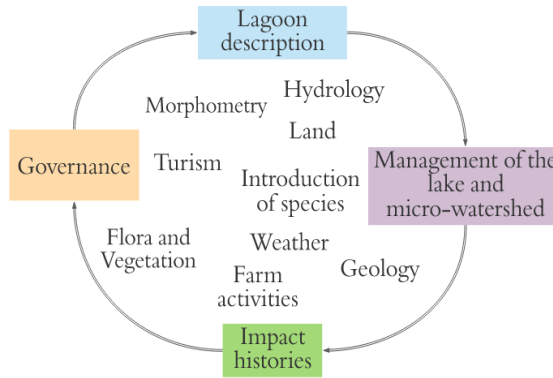 Lagoon
description
Hydrology
Morphometry
Land
Governance
Turism
Management of the
lake and
micro-watershed
Introduction
of species
Flora and
Vegetation
Weather
Geology
Farm
activities
Impact
histories